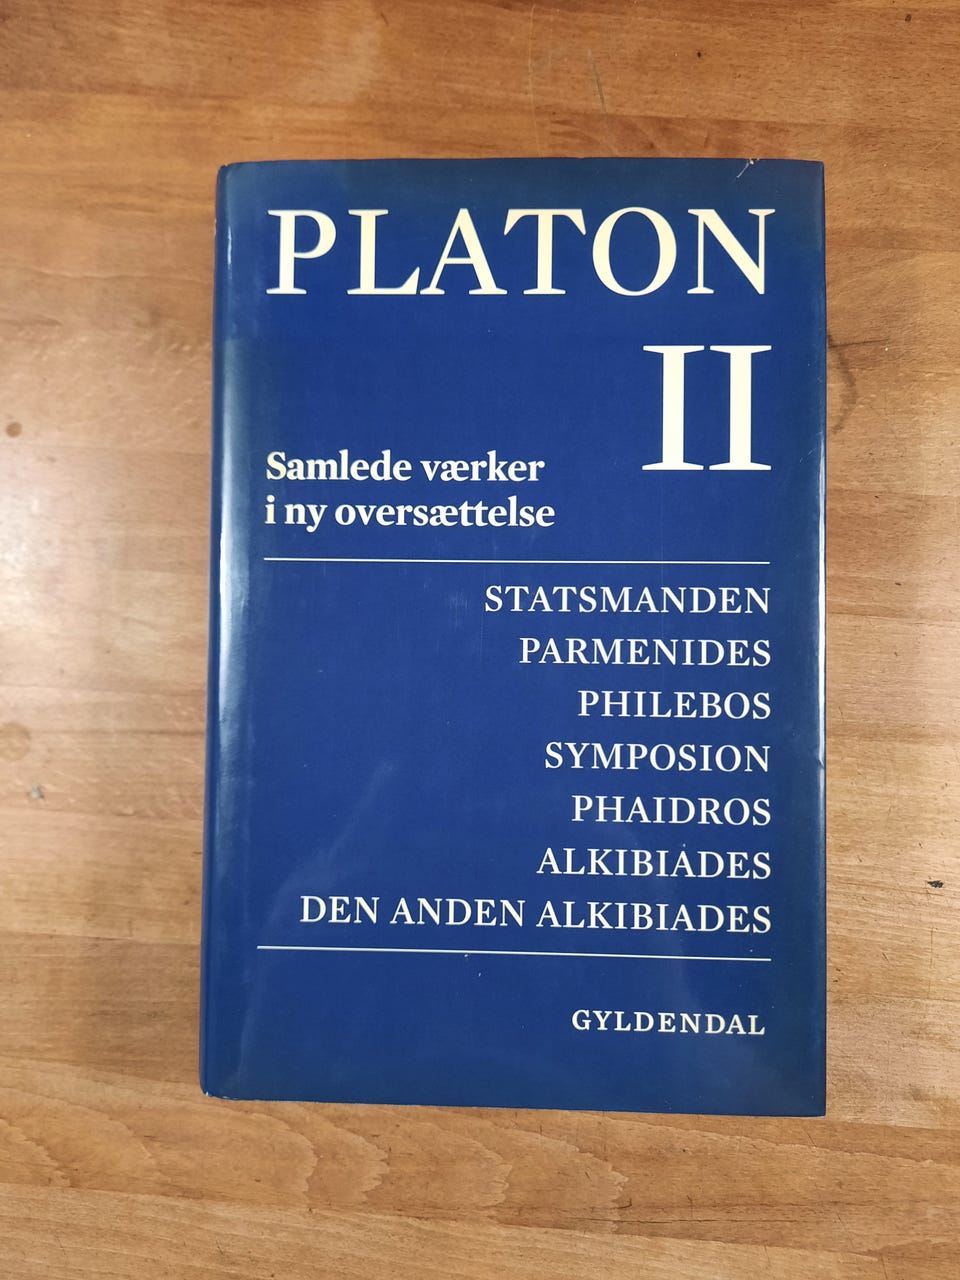 PLATON
II
Samlede værker
i ny oversættelse
STATSMANDEN
PARMENIDES
PHILEBOS
SYMPOSION
PHAIDROS
ALKIBIADES
DEN ANDEN ALKIBIADES
GYLDENDAL